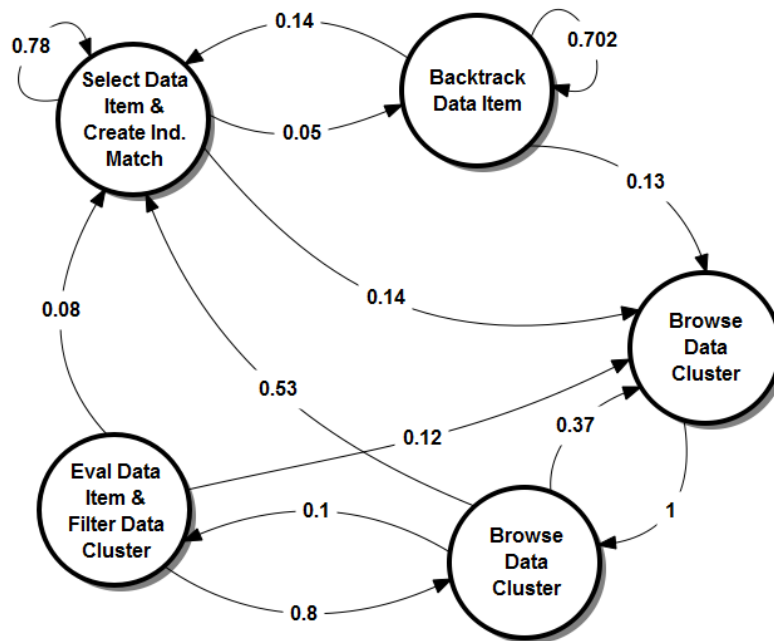 0.78
0.14
0.702
Select Data
Item &
Create Ind.
Match
Backtrack
Data Item
0.05
0.13
0.14
0.08
Browse
Data
Cluster
0.53
0.12
0.37
Eval Data
Item &
Filter Data
Cluster
0.1
1
Browse
Data
Cluster
0.8